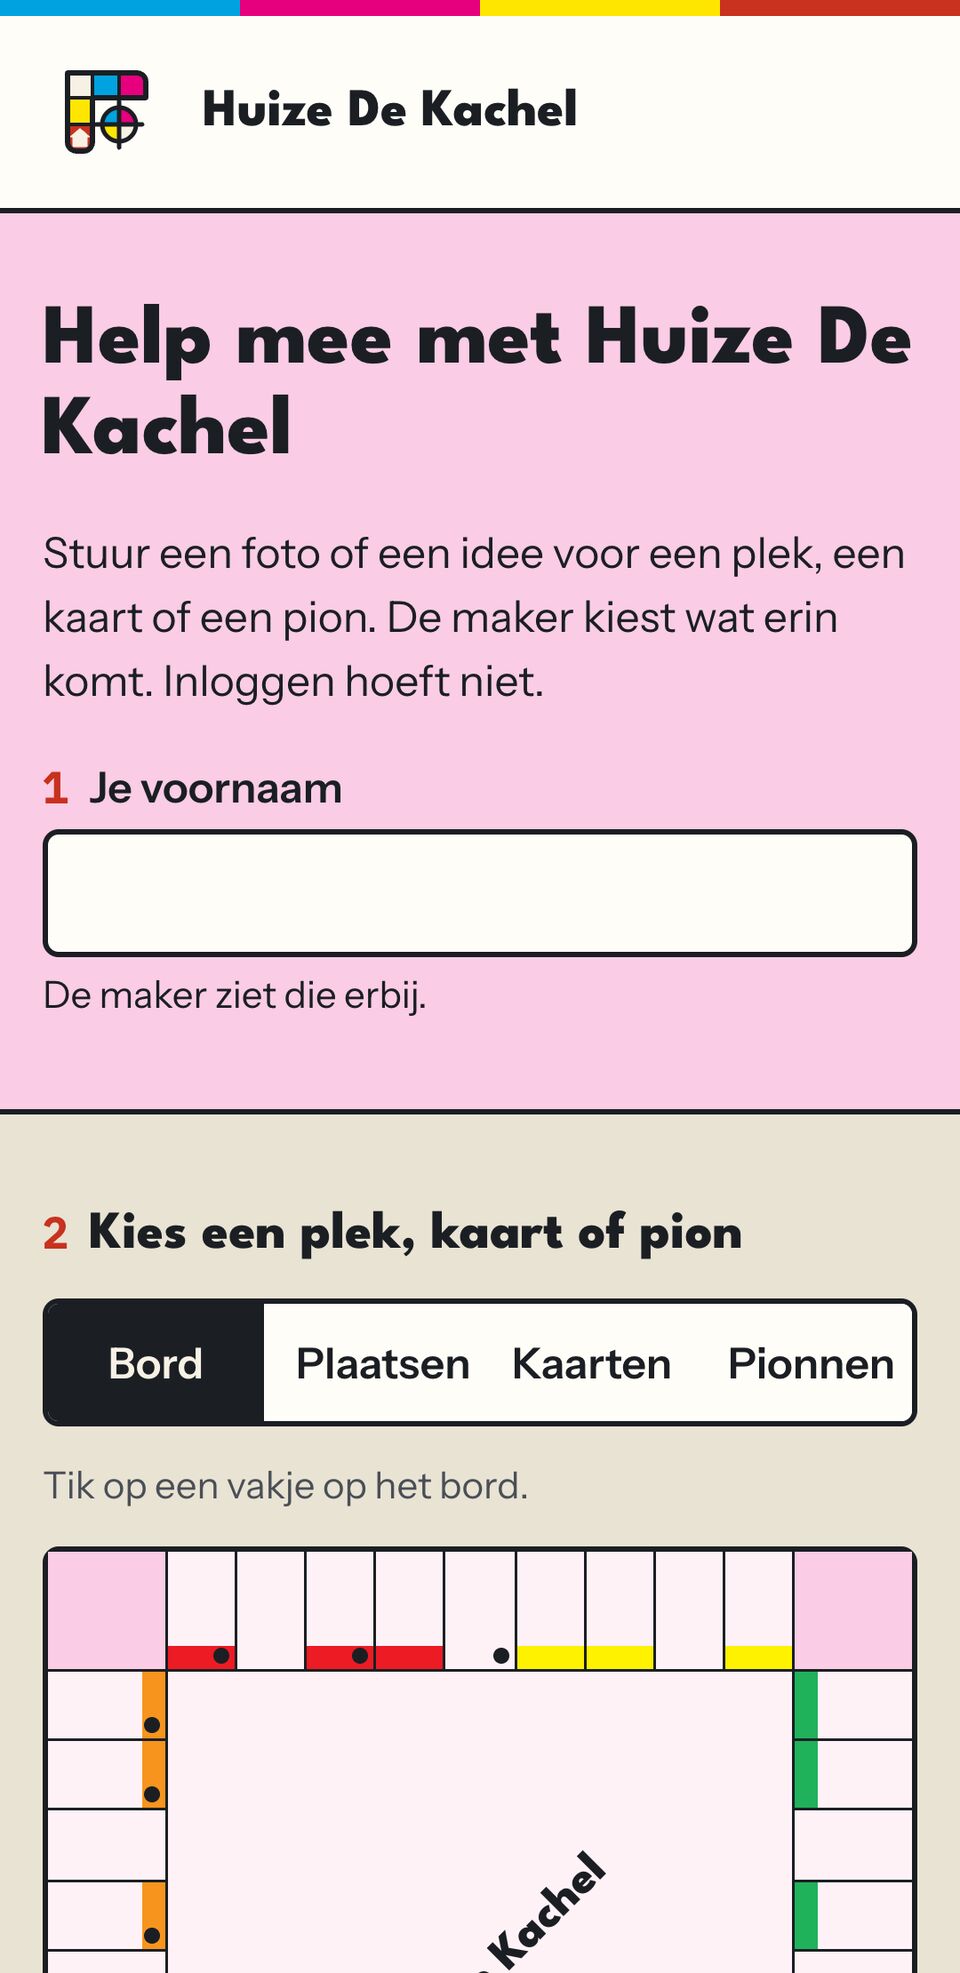 Huize De Kachel
Help mee met Huize De
Kachel
Stuur een foto of een idee voor een plek, een
kaart of een pion. De maker kiest wat erin
komt. Inloggen hoeft niet.
1 Je voornaam
De maker ziet die erbij.
2 Kies een plek, kaart of pion
Bord Plaatsen Kaarten Pionnen
Tik op een vakje op het bord.
Kachel